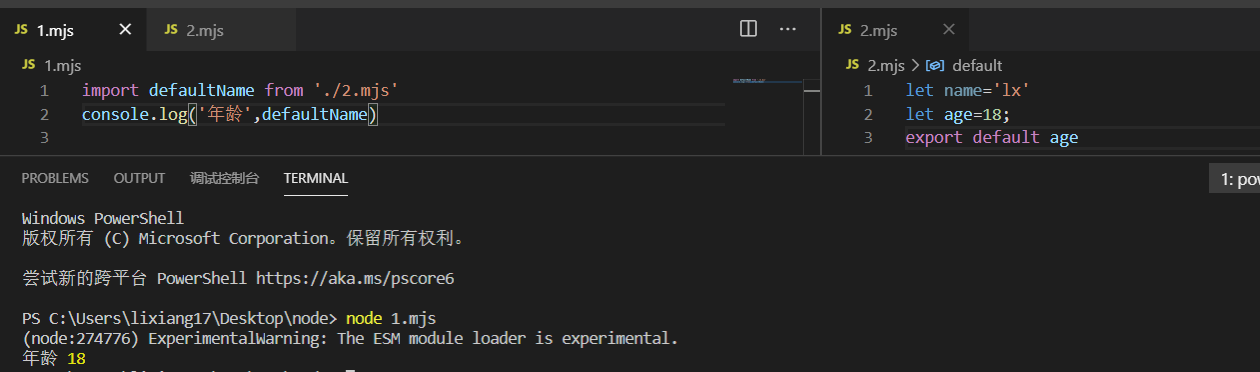 JS 1.mjs × JS 2.mjs ···
JS 1.mjs
1 import defaultName from './2.mjs'
2 console.log('年龄',defaultName)
3
JS 2.mjs ×
JS 2.mjs > default
1 let name='lx'
2 let age=18;
3 export default age
PROBLEMS OUTPUT 调试控制台 TERMINAL 1: pow
Windows PowerShell
版权所有 (C) Microsoft Corporation。保留所有权利。
尝试新的跨平台 PowerShell https://aka.ms/pscore6
PS C:\Users\lixiang17\Desktop\node> node 1.mjs
(node:274776) ExperimentalWarning: The ESM module loader is experimental.
年龄 18